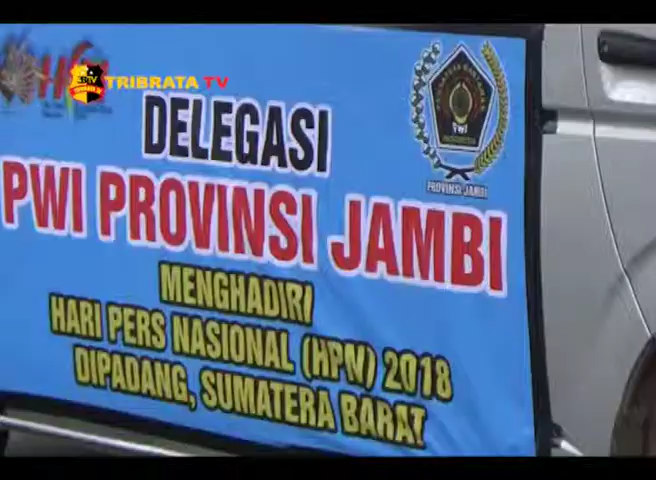 TRIBRATA TV
DELEGASI
PWI PROVINSI JAMBI
PROVINSI JAMBI
MENGHADIRI
HARI PERS NASIONAL (HPN) 2018
DIPADANG, SUMATERA BARAT